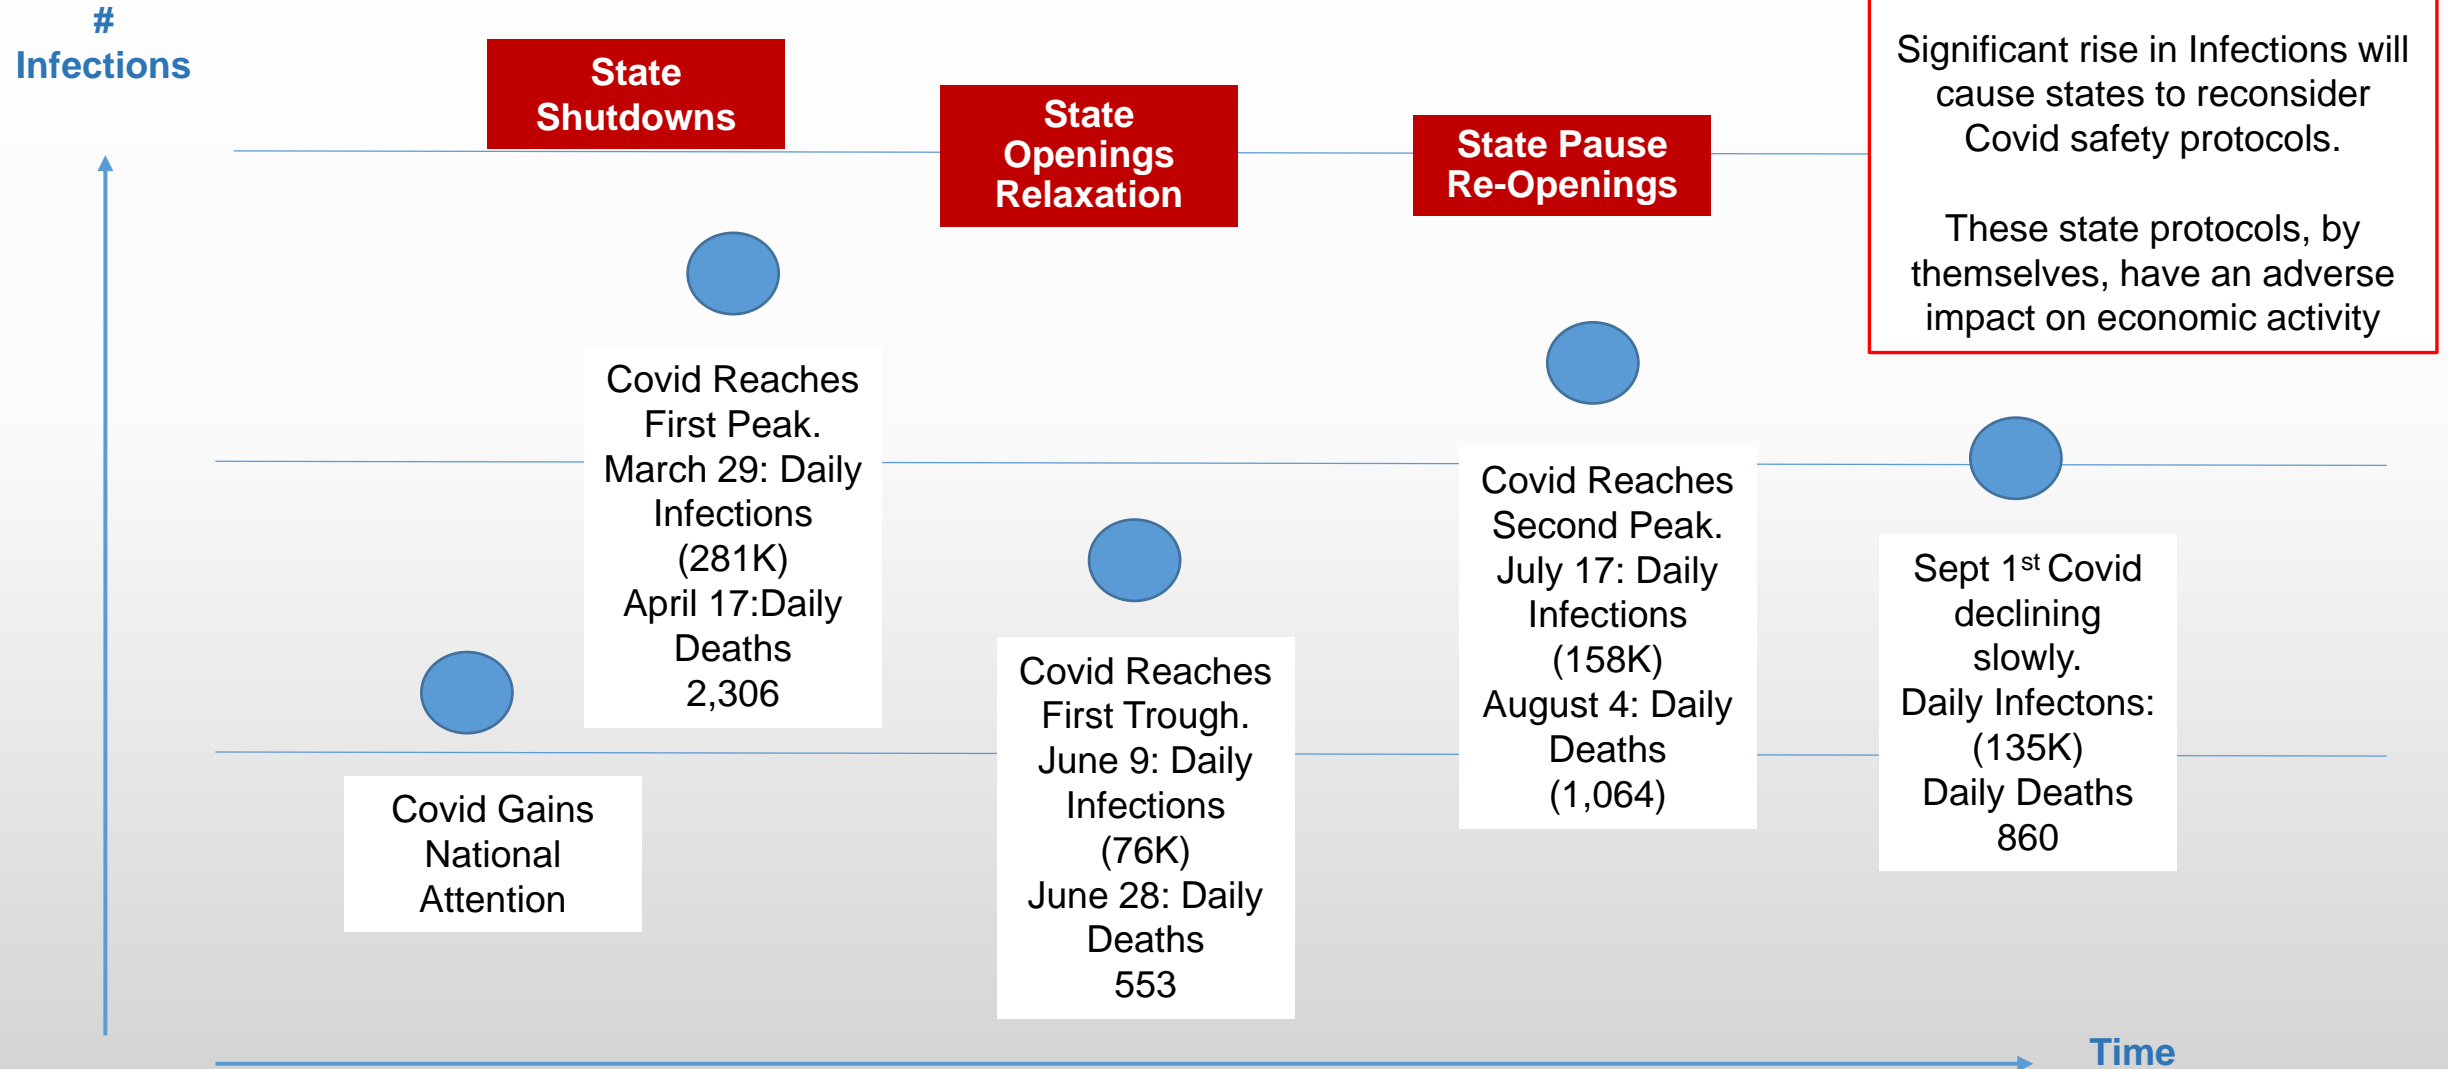 #
Infections
State
Shutdowns
State
Openings
Relaxation
State Pause
Re-Openings
Significant rise in Infections will
cause states to reconsider
Covid safety protocols.
These state protocols, by
themselves, have an adverse
impact on economic activity
Covid Gains
National
Attention
Covid Reaches
First Peak.
March 29: Daily
Infections
(281K)
April 17:Daily
Deaths
2,306
Covid Reaches
First Trough.
June 9: Daily
Infections
(76K)
June 28: Daily
Deaths
553
Covid Reaches
Second Peak.
July 17: Daily
Infections
(158K)
August 4: Daily
Deaths
(1,064)
Sept 1st Covid
declining
slowly.
Daily Infectons:
(135K)
Daily Deaths
860
Time